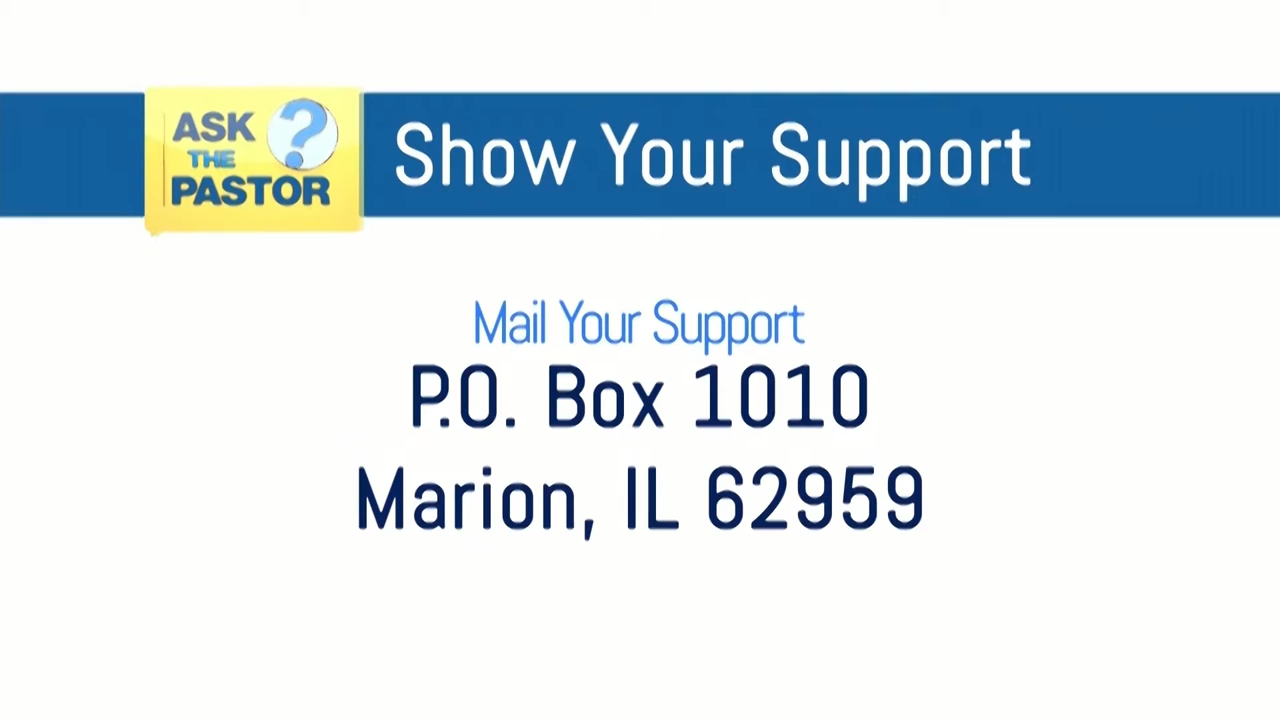 ASK
THE
PASTOR
?
Show Your Support
Mail Your Support
P.O. Box 1010
Marion, IL 62959